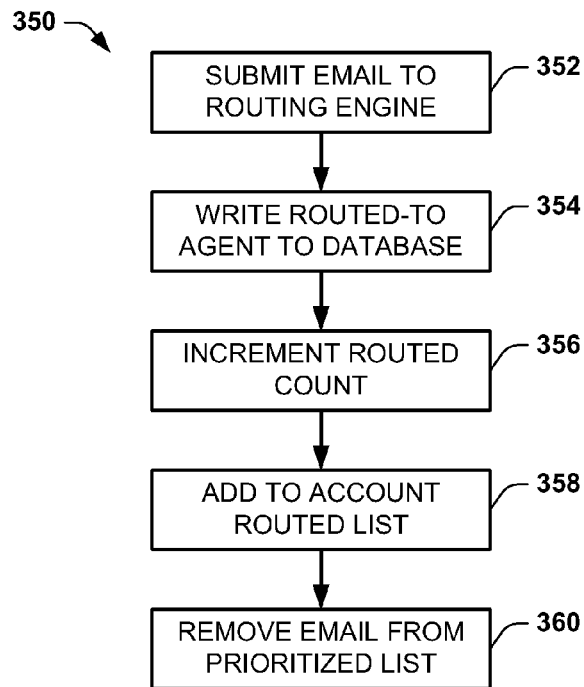 350
SUBMIT EMAIL TO
ROUTING ENGINE
352
WRITE ROUTED-TO
AGENT TO DATABASE
354
INCREMENT ROUTED
COUNT
356
ADD TO ACCOUNT
ROUTED LIST
358
REMOVE EMAIL FROM
PRIORITIZED LIST
360